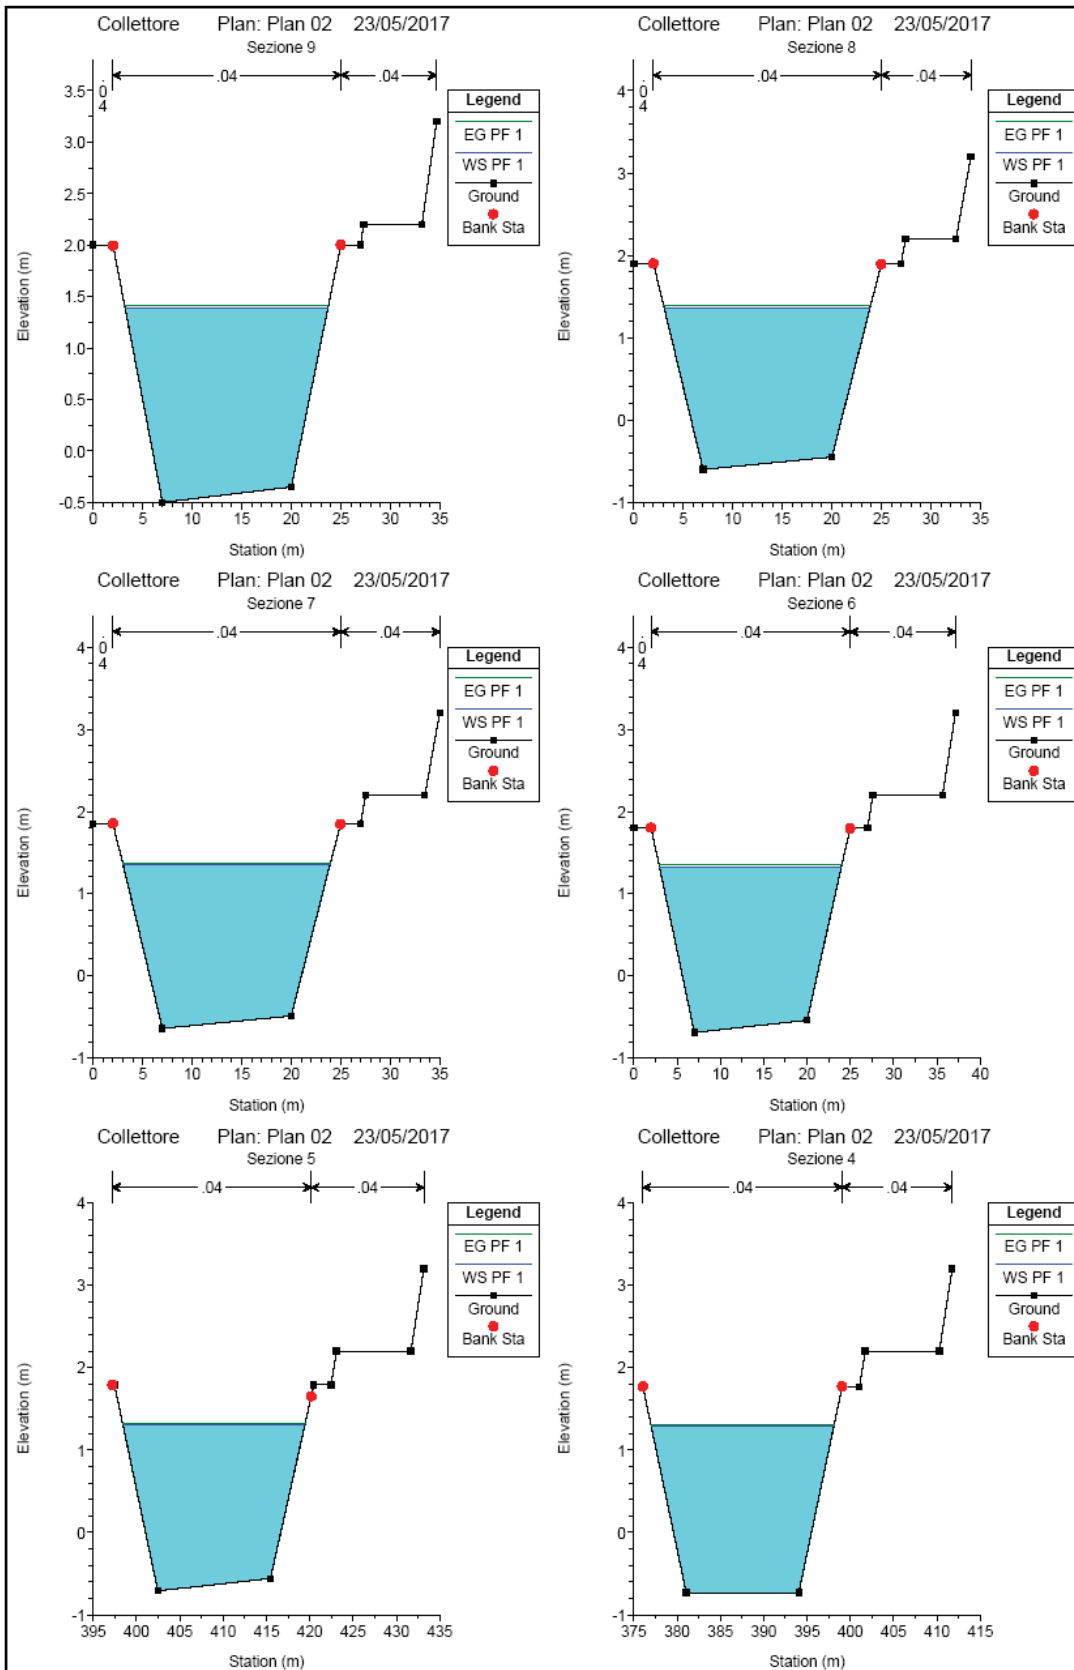 Collettore Plan: Plan 02 23/05/2017
Sezione 9
.04 .04 .04
Legend
EG PF 1
WS PF 1
Ground
Bank Sta
3.5
3.0
2.5
2.0
1.5
1.0
0.5
0.0
-0.5
Elevation (m)
0 5 10 15 20 25 30 35
Station (m)
Collettore Plan: Plan 02 23/05/2017
Sezione 8
.04 .04 .04
Legend
EG PF 1
WS PF 1
Ground
Bank Sta
4
3
2
1
0
-1
Elevation (m)
0 5 10 15 20 25 30 35
Station (m)
Collettore Plan: Plan 02 23/05/2017
Sezione 7
.04 .04 .04
Legend
EG PF 1
WS PF 1
Ground
Bank Sta
4
3
2
1
0
-1
Elevation (m)
0 5 10 15 20 25 30 35
Station (m)
Collettore Plan: Plan 02 23/05/2017
Sezione 6
.04 .04 .04
Legend
EG PF 1
WS PF 1
Ground
Bank Sta
4
3
2
1
0
-1
Elevation (m)
0 5 10 15 20 25 30 35 40
Station (m)
Collettore Plan: Plan 02 23/05/2017
Sezione 5
.04 .04
Legend
EG PF 1
WS PF 1
Ground
Bank Sta
4
3
2
1
0
-1
Elevation (m)
395 400 405 410 415 420 425 430 435
Station (m)
Collettore Plan: Plan 02 23/05/2017
Sezione 4
.04 .04
Legend
EG PF 1
WS PF 1
Ground
Bank Sta
4
3
2
1
0
-1
Elevation (m)
375 380 385 390 395 400 405 410 415
Station (m)